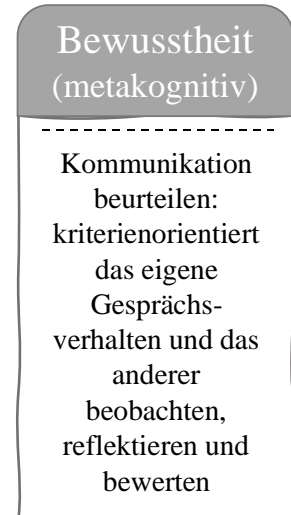 Bewusstheit
(metakognitiv)
Kommunikation
beurteilen:
kriterienorientiert
das eigene
Gesprächs-
verhalten und das
anderer
beobachten,
reflektieren und
bewerten